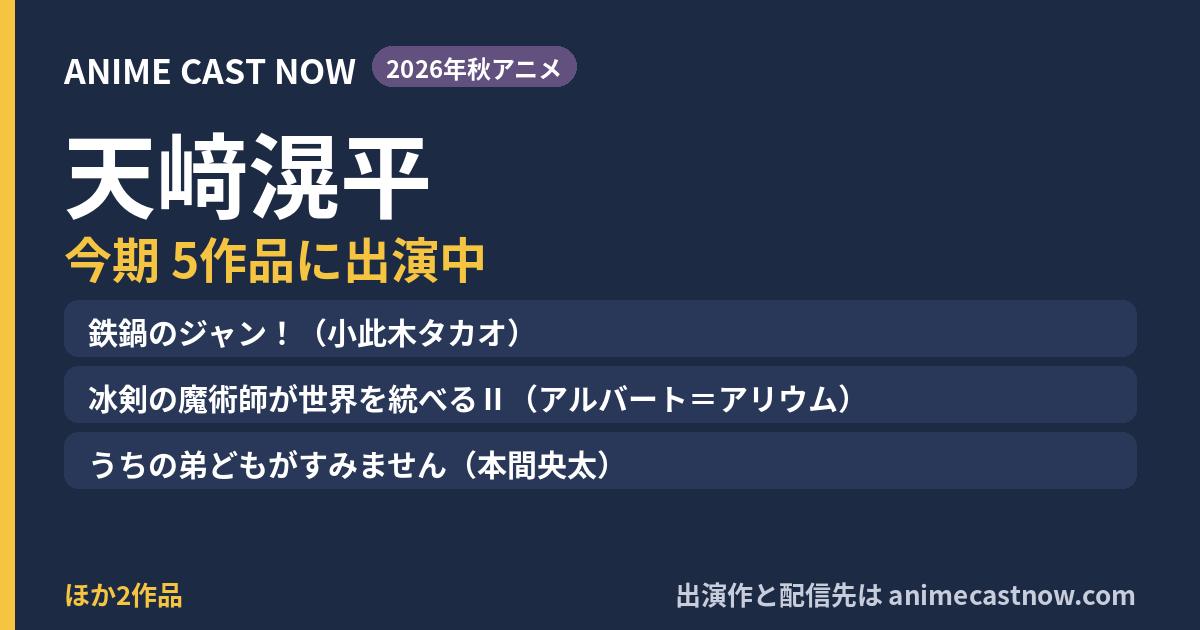 ANIME CAST NOW 2026年秋アニメ
天﨑滉平
今期 5作品に出演中
鉄鍋のジャン！（小此木タカオ）
冰剣の魔術師が世界を統べるⅡ（アルバート＝アリウム）
うちの弟どもがすみません（本間央太）
ほか2作品
出演作と配信先は animecastnow.com